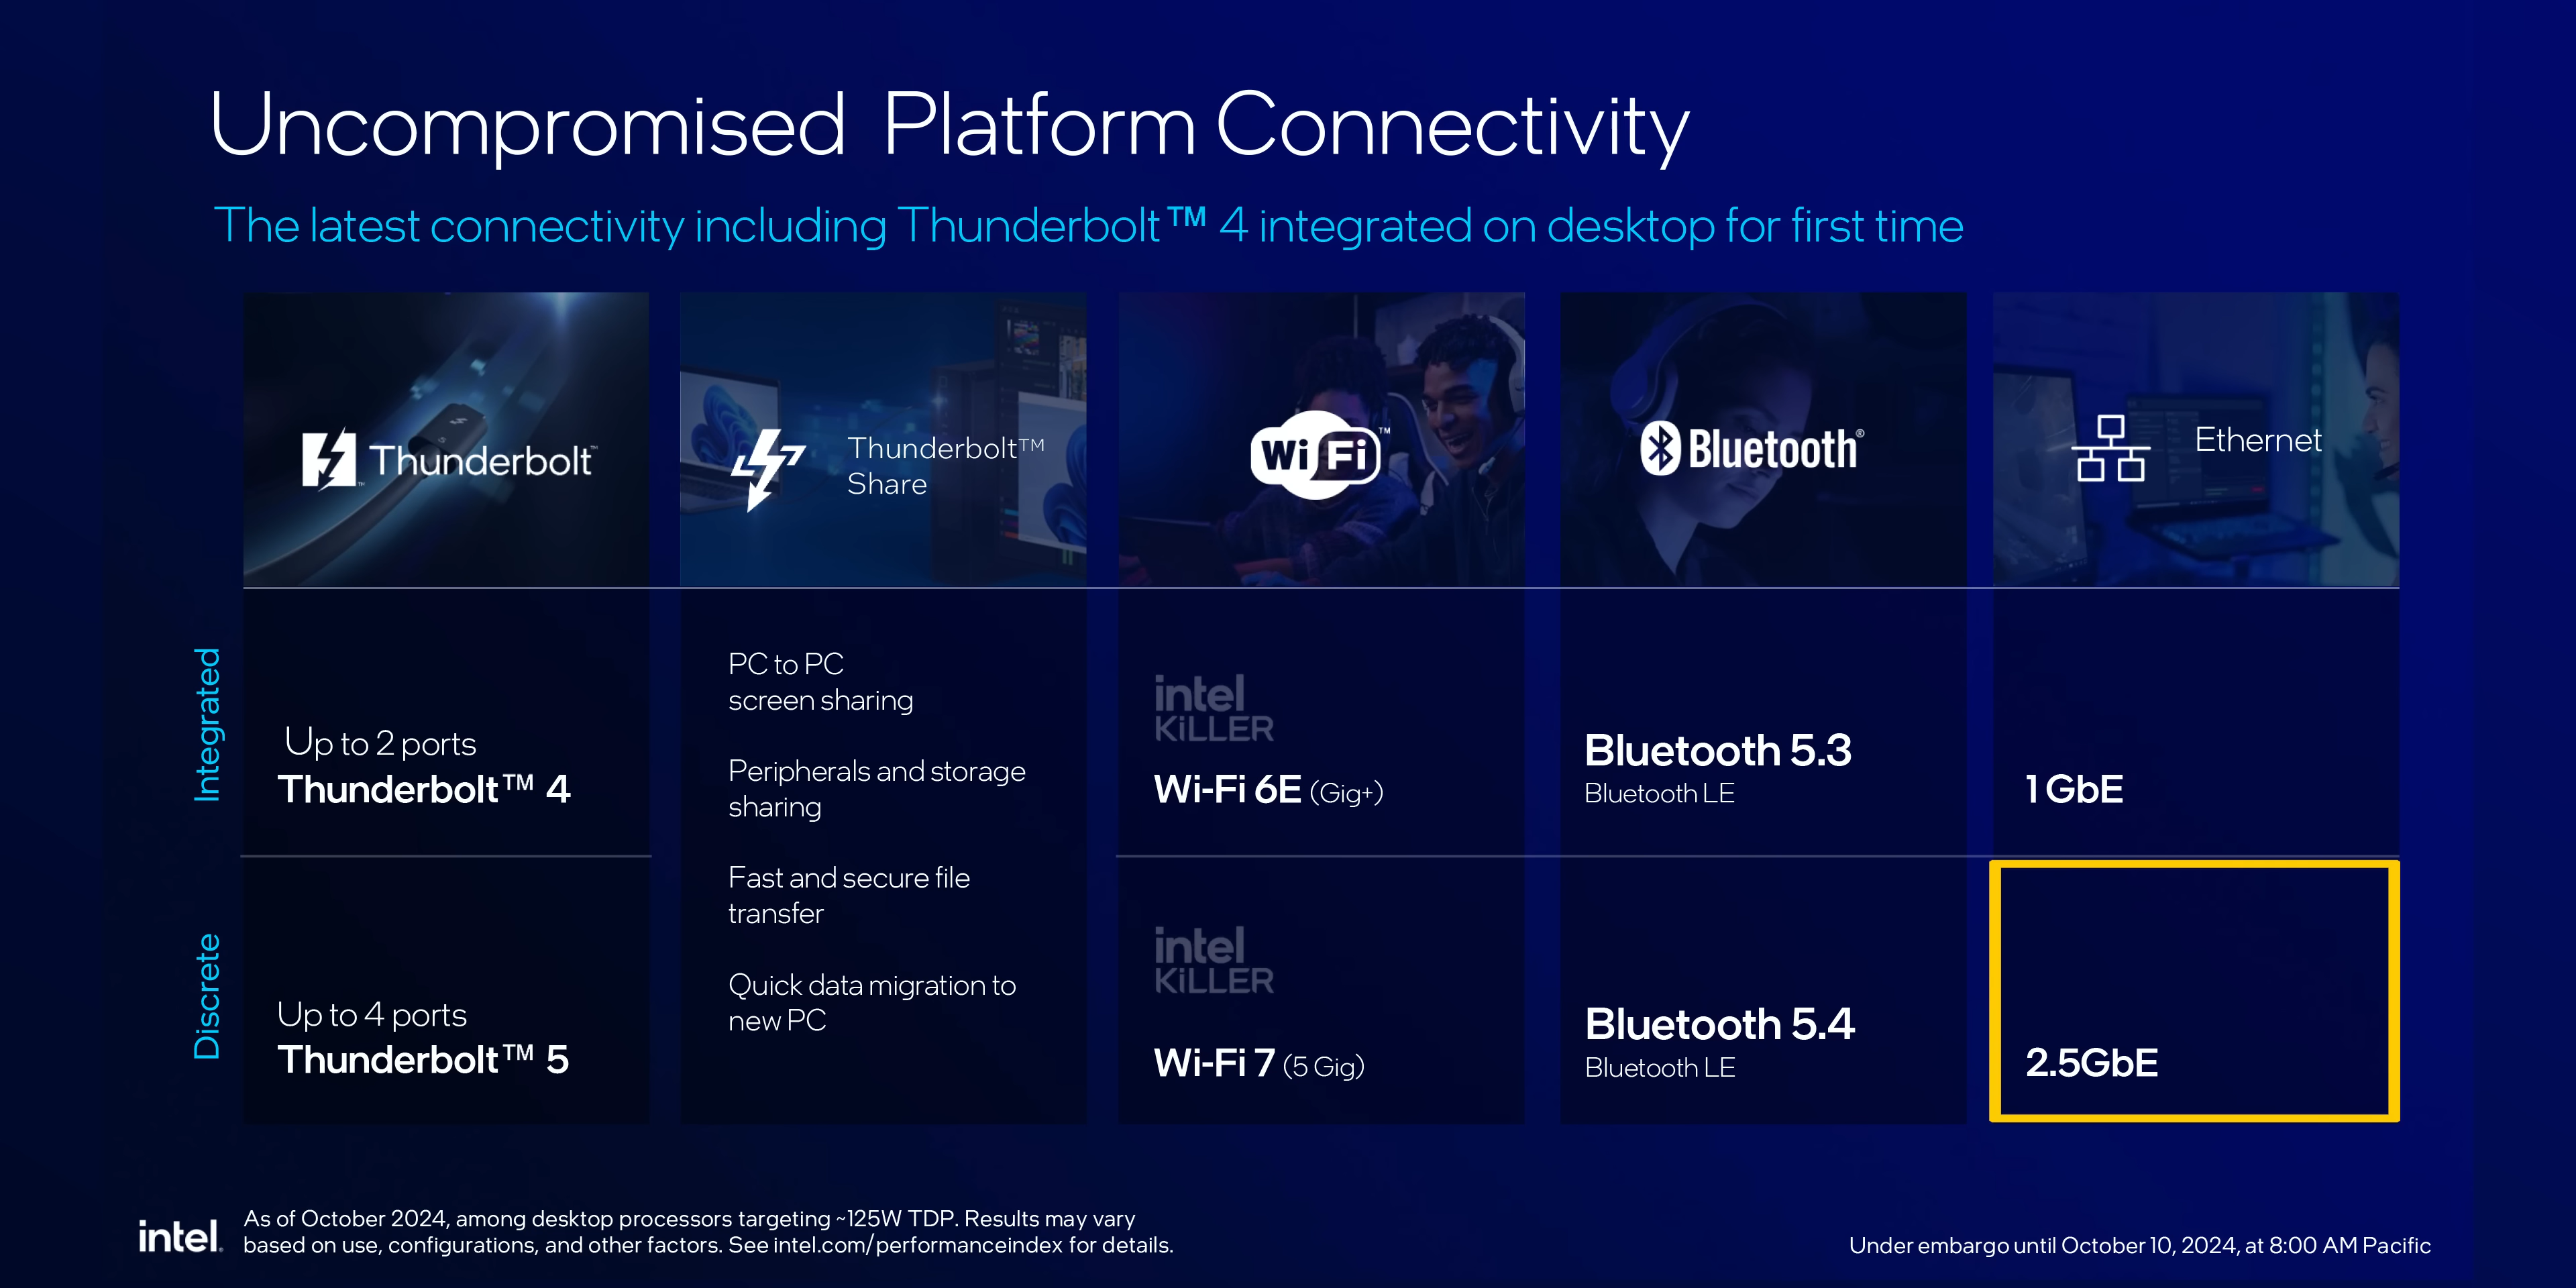 Uncompromised Platform Connectivity
The latest connectivity including Thunderbolt™ 4 integrated on desktop for first time
Thunderbolt™
Thunderbolt™
Share
Wi Fi™
Bluetooth®
Ethernet
Integrated
Up to 2 ports
Thunderbolt™ 4
PC to PC
screen sharing
Peripherals and storage
sharing
Fast and secure file
transfer
Quick data migration to
new PC
intel
KiLLER
Wi-Fi 6E (Gig+)
Bluetooth 5.3
Bluetooth LE
1 GbE
Discrete
Up to 4 ports
Thunderbolt™ 5
intel
KiLLER
Wi-Fi 7 (5 Gig)
Bluetooth 5.4
Bluetooth LE
2.5GbE
intel.
As of October 2024, among desktop processors targeting ~125W TDP. Results may vary
based on use, configurations, and other factors. See intel.com/performanceindex for details.
Under embargo until October 10, 2024, at 8:00 AM Pacific